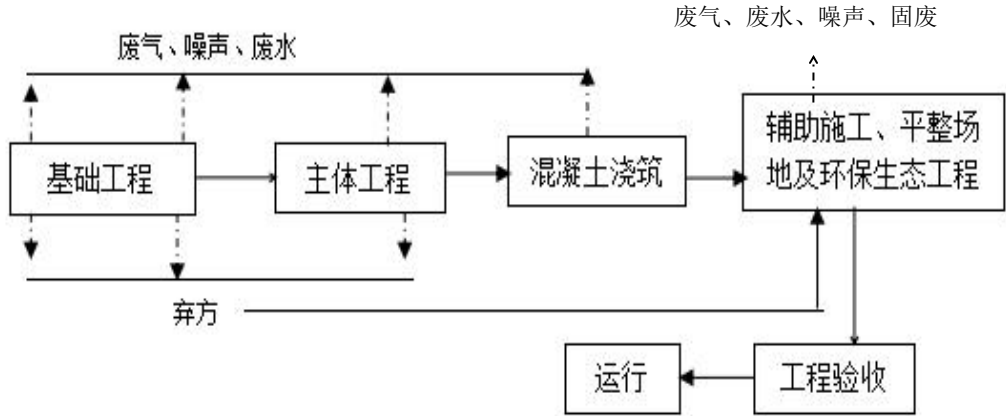 废气、废水、噪声、固废
废气、噪声、废水
基础工程
主体工程
混凝土浇筑
辅助施工、平整场
地及环保生态工程
弃方
运行
工程验收